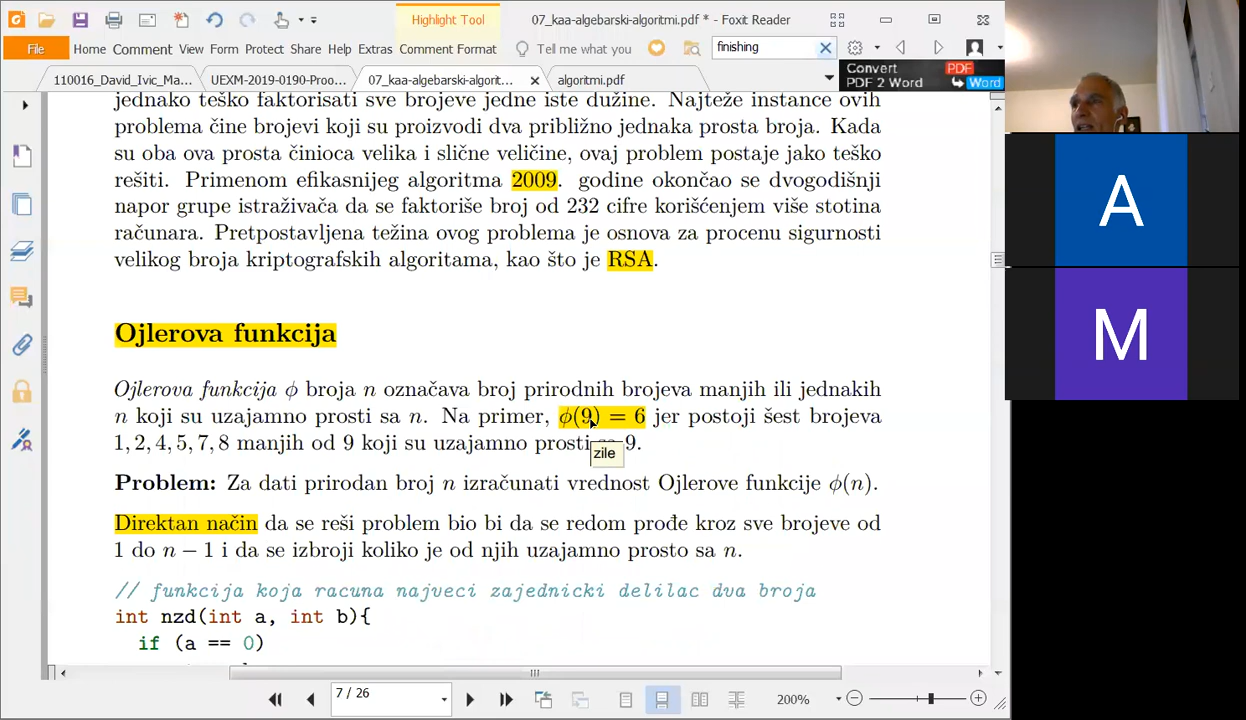 Highlight Tool
07_kaa-algebarski-algoritmi.pdf * - Foxit Reader
File Home Comment View Form Protect Share Help Extras Comment Format Tell me what you finishing
110016_David_Ivic_Ma... UEXM-2019-0190-Proo... 07_kaa-algebarski-algorit... algoritmi.pdf
Convert PDF
PDF 2 Word Word
jednako teško faktorisati sve brojeve jedne iste dužine. Najteže instance ovih
problema čine brojevi koji su proizvodi dva približno jednaka prosta broja. Kada
su oba ova prosta činioca velika i slične veličine, ovaj problem postaje jako teško
rešiti. Primenom efikasnijeg algoritma 2009. godine okončao se dvogodišnji
napor grupe istraživača da se faktoriše broj od 232 cifre korišćenjem više stotina
računara. Pretpostavljena težina ovog problema je osnova za procenu sigurnosti
velikog broja kriptografskih algoritama, kao što je RSA.
Ojlerova funkcija
Ojlerova funkcija ϕ broja n označava broj prirodnih brojeva manjih ili jednakih
n koji su uzajamno prosti sa n. Na primer, ϕ(9) = 6 jer postoji šest brojeva
1, 2, 4, 5, 7, 8 manjih od 9 koji su uzajamno prosti sa 9.
zile
Problem: Za dati prirodan broj n izračunati vrednost Ojlerove funkcije ϕ(n).
Direktan način da se reši problem bio bi da se redom prođe kroz sve brojeve od
1 do n − 1 i da se izbroji koliko je od njih uzajamno prosto sa n.
// funkcija koja racuna najveci zajednicki delilac dva broja
int nzd(int a, int b){
if (a == 0)
7 / 26
200%
A
M